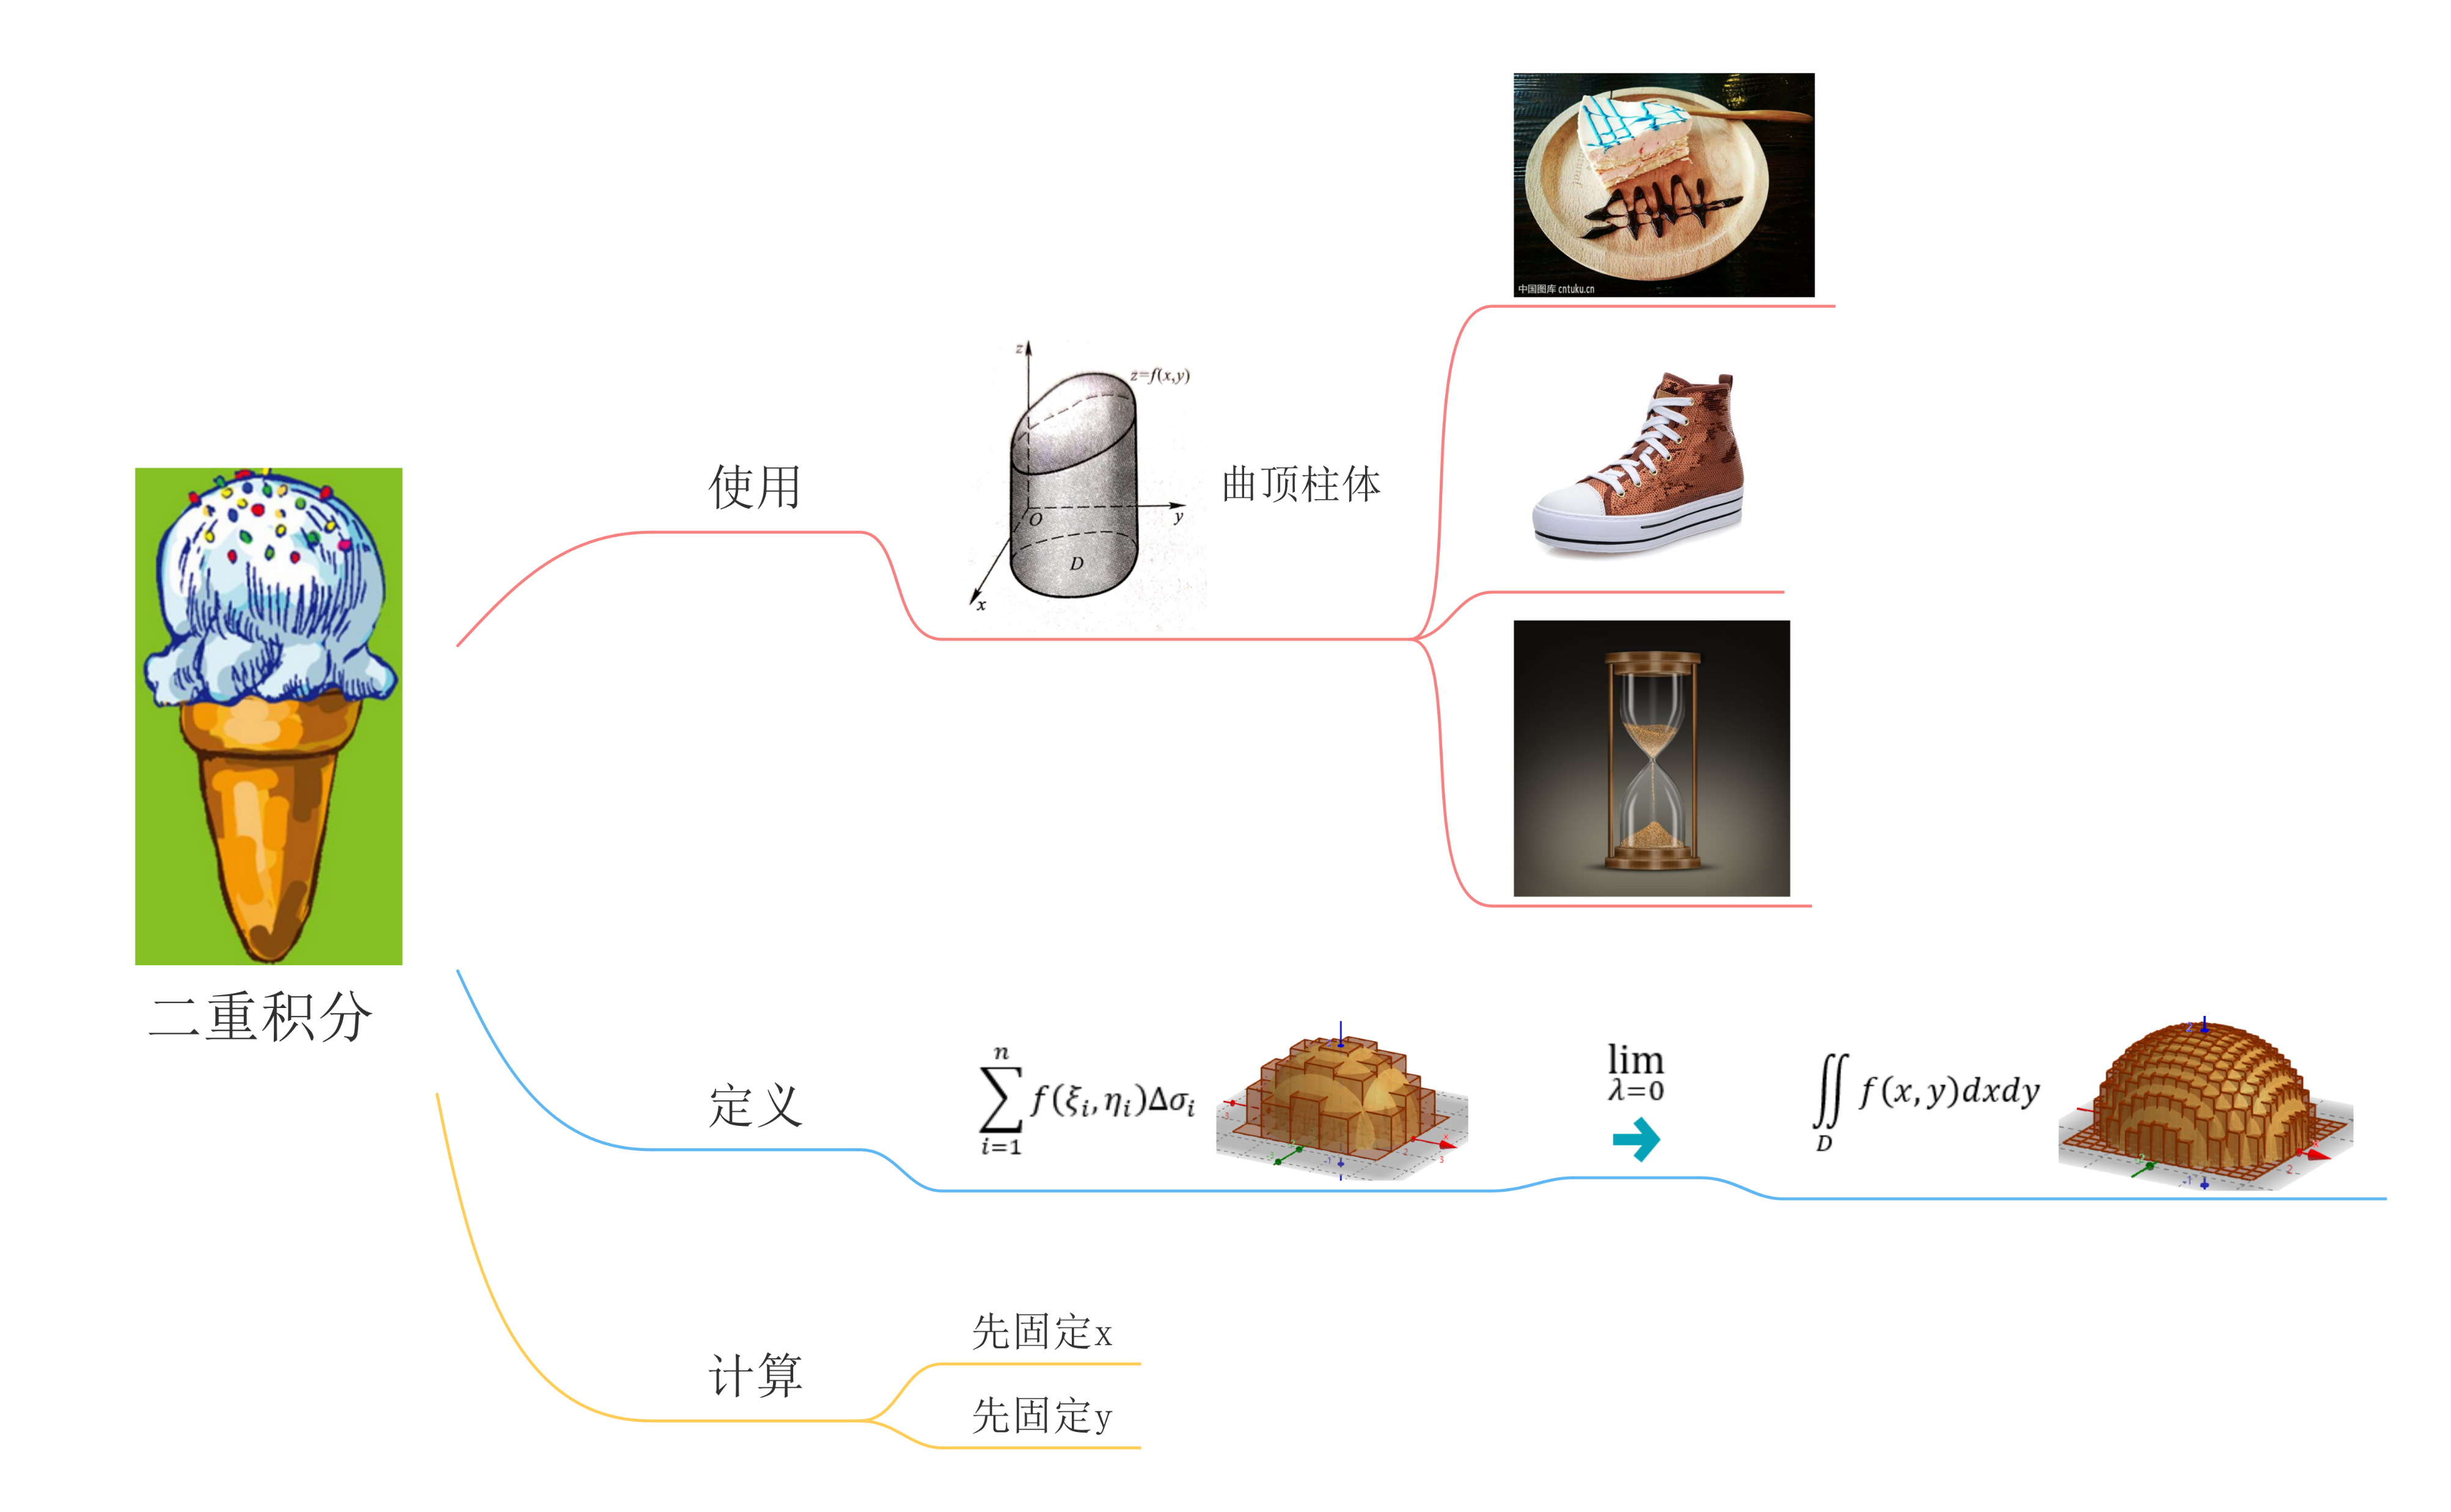 二重积分
使用
z
z=f(x,y)
O
y
D
x
曲顶柱体
中国图库 cntuku.cn
定义
n
∑ f(ξᵢ, ηᵢ)Δσᵢ
i=1
lim
λ=0
∬ f(x, y)dxdy
D
计算
先固定x
先固定y